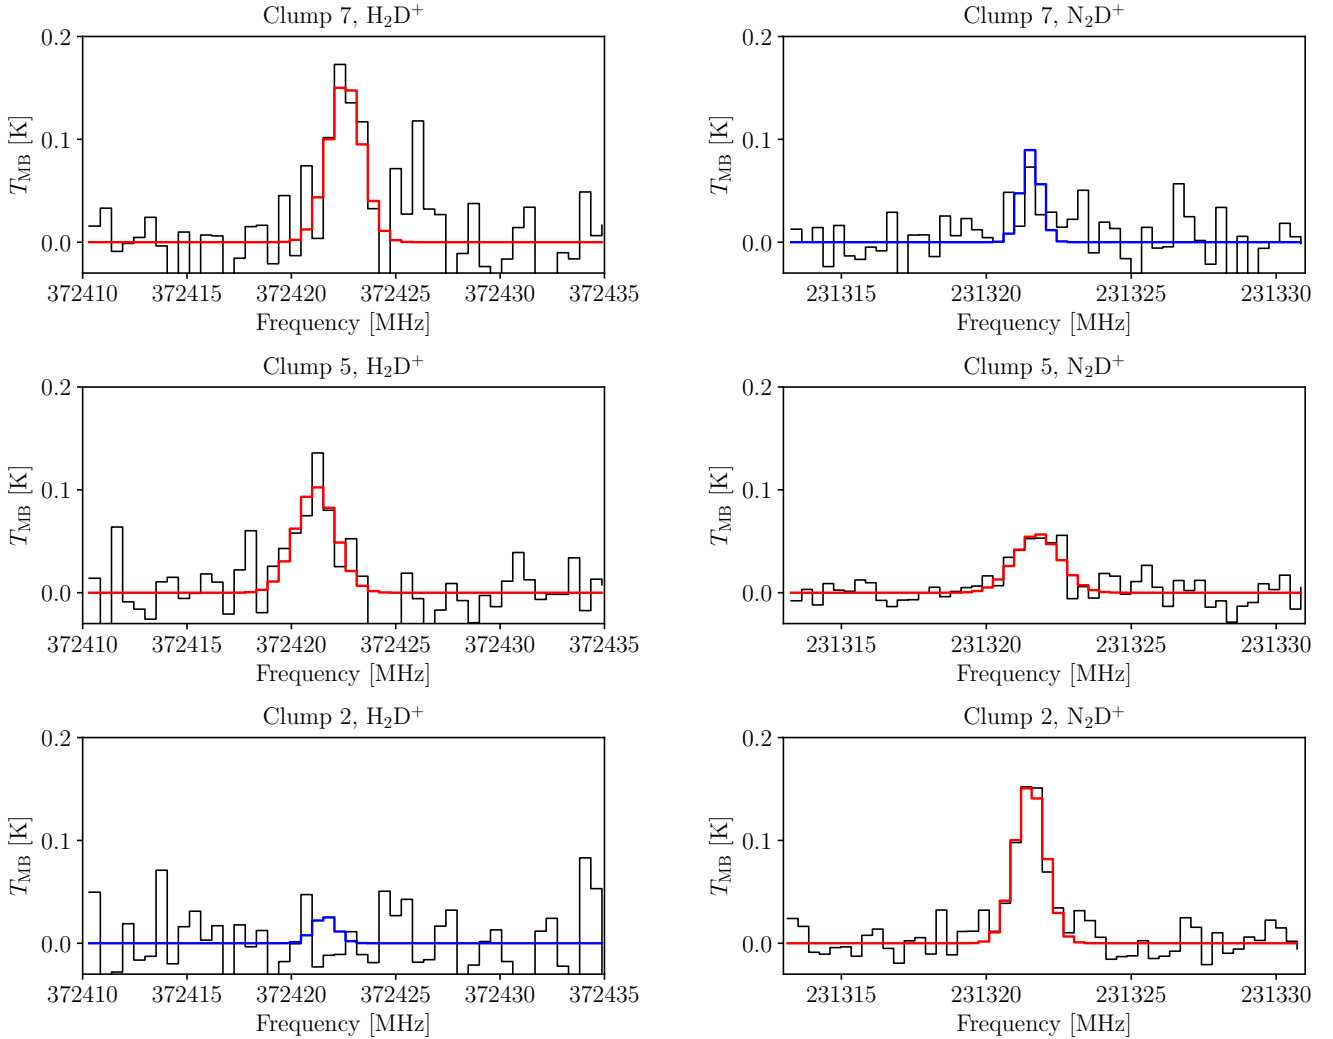 Clump 7, H₂D⁺
Clump 7, N₂D⁺
0.2
0.1
0.0
T_MB [K]
372410 372415 372420 372425 372430 372435
Frequency [MHz]
0.2
0.1
0.0
T_MB [K]
231315 231320 231325 231330
Frequency [MHz]
Clump 5, H₂D⁺
Clump 5, N₂D⁺
0.2
0.1
0.0
T_MB [K]
372410 372415 372420 372425 372430 372435
Frequency [MHz]
0.2
0.1
0.0
T_MB [K]
231315 231320 231325 231330
Frequency [MHz]
Clump 2, H₂D⁺
Clump 2, N₂D⁺
0.2
0.1
0.0
T_MB [K]
372410 372415 372420 372425 372430 372435
Frequency [MHz]
0.2
0.1
0.0
T_MB [K]
231315 231320 231325 231330
Frequency [MHz]